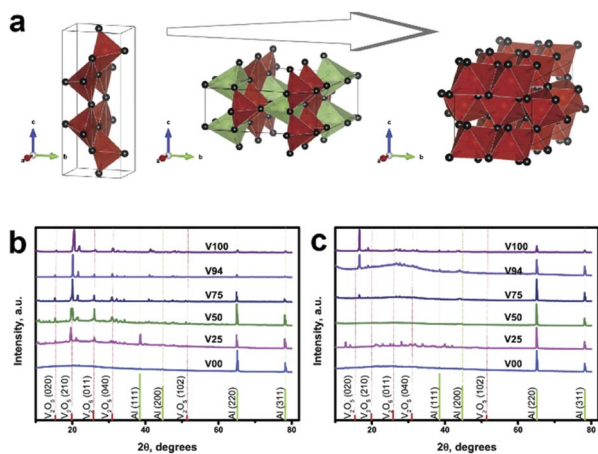 a
c
a
b
c
a
b
c
a
b
b
V100
V94
V75
V50
V25
V00
V₂O₅ (020)
V₂O₅ (210)
V₂O₅ (011)
V₂O₅ (040)
Al (111)
Al (200)
V₂O₅ (102)
Al (220)
Al (311)
20
40
60
80
2θ, degrees
Intensity, a.u.
c
V100
V94
V75
V50
V25
V00
V₂O₅ (020)
V₂O₅ (210)
V₂O₅ (011)
V₂O₅ (040)
Al (111)
Al (200)
V₂O₅ (102)
Al (220)
Al (311)
20
40
60
80
2θ, degrees
Intensity, a.u.